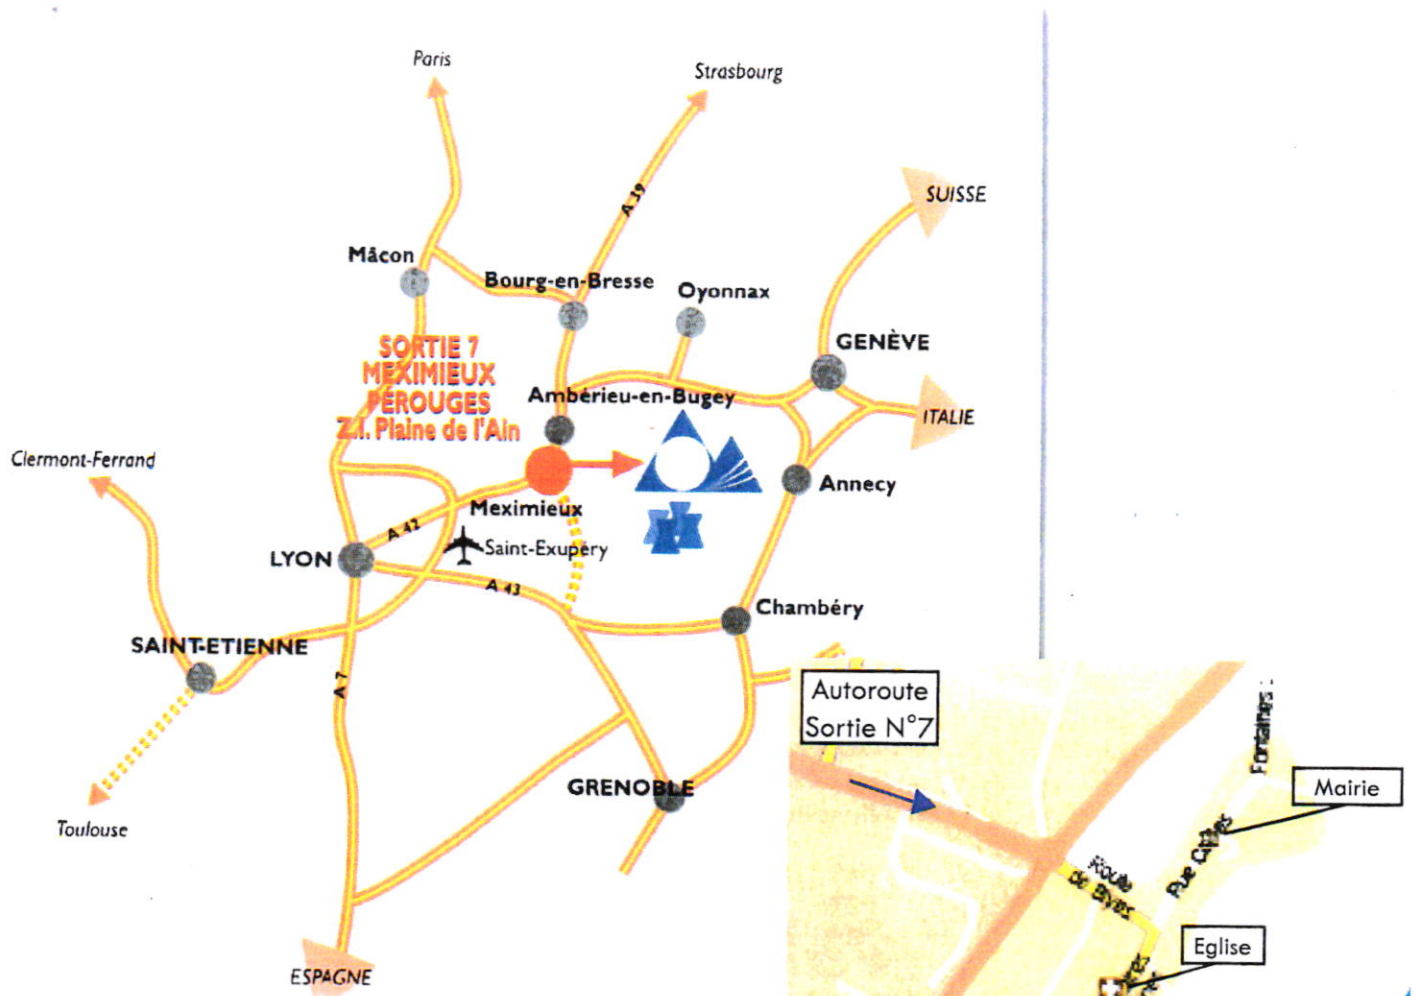 Paris
Strasbourg
A 39
SUISSE
Mâcon
Bourg-en-Bresse
Oyonnax
GENÈVE
SORTIE 7
MEXIMIEUX
PÉROUGES
Z.I. Plaine de l'Ain
Ambérieu-en-Bugey
ITALIE
Clermont-Ferrand
Annecy
Meximieux
A 42
Saint-Exupéry
LYON
A 43
Chambéry
SAINT-ETIENNE
A 7
Autoroute
Sortie N°7
Fontaines
Mairie
GRENOBLE
Toulouse
Route
de Blyes
Rue
Eglise
ESPAGNE